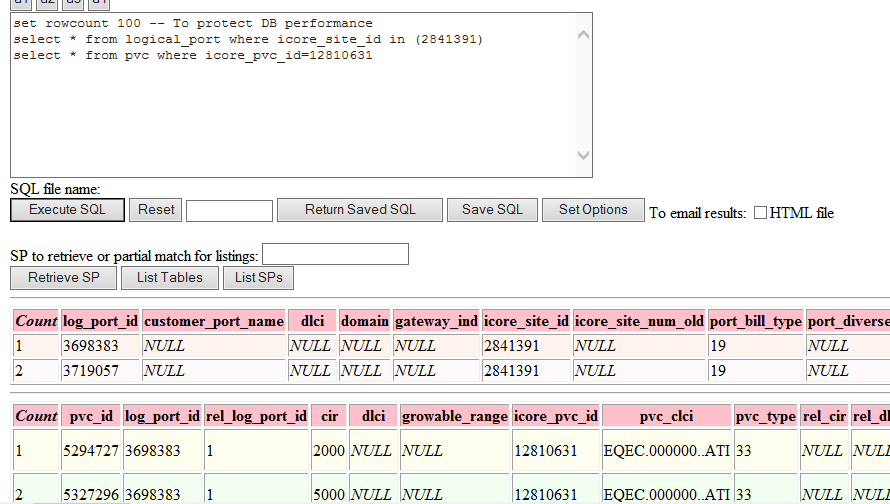 set rowcount 100 -- To protect DB performance
select * from logical_port where icore_site_id in (2841391)
select * from pvc where icore_pvc_id=12810631
SQL file name:
Execute SQL Reset Return Saved SQL Save SQL Set Options To email results: HTML file
SP to retrieve or partial match for listings:
Retrieve SP List Tables List SPs
Count log_port_id customer_port_name dlci domain gateway_ind icore_site_id icore_site_num_old port_bill_type port_diverse
1 3698383 NULL NULL NULL NULL 2841391 NULL 19 NULL
2 3719057 NULL NULL NULL NULL 2841391 NULL 19 NULL
Count pvc_id log_port_id rel_log_port_id cir dlci growable_range icore_pvc_id pvc_clci pvc_type rel_cir rel_dl
1 5294727 3698383 1 2000 NULL NULL 12810631 EQEC.000000..ATI 33 NULL NULL
2 5327296 3698383 1 5000 NULL NULL 12810631 EQEC.000000..ATI 33 NULL NULL